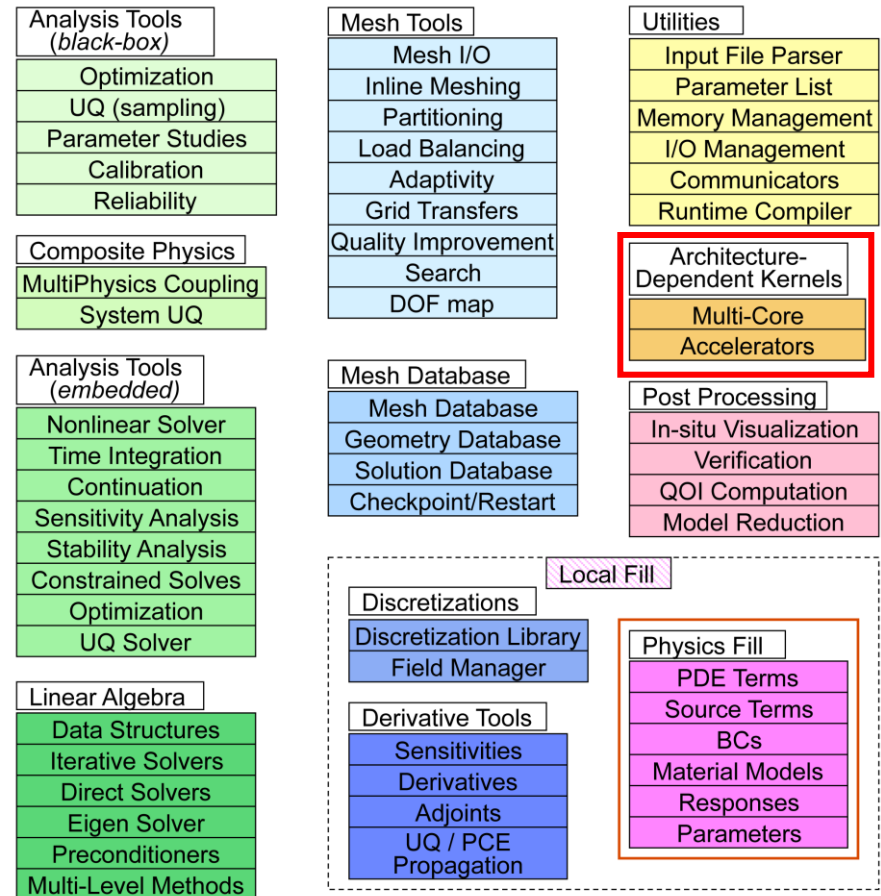 Analysis Tools
(black-box)
Optimization
UQ (sampling)
Parameter Studies
Calibration
Reliability
Composite Physics
MultiPhysics Coupling
System UQ
Analysis Tools
(embedded)
Nonlinear Solver
Time Integration
Continuation
Sensitivity Analysis
Stability Analysis
Constrained Solves
Optimization
UQ Solver
Linear Algebra
Data Structures
Iterative Solvers
Direct Solvers
Eigen Solver
Preconditioners
Multi-Level Methods
Mesh Tools
Mesh I/O
Inline Meshing
Partitioning
Load Balancing
Adaptivity
Grid Transfers
Quality Improvement
Search
DOF map
Mesh Database
Mesh Database
Geometry Database
Solution Database
Checkpoint/Restart
Utilities
Input File Parser
Parameter List
Memory Management
I/O Management
Communicators
Runtime Compiler
Architecture-
Dependent Kernels
Multi-Core
Accelerators
Post Processing
In-situ Visualization
Verification
QOI Computation
Model Reduction
Local Fill
Discretizations
Discretization Library
Field Manager
Derivative Tools
Sensitivities
Derivatives
Adjoints
UQ / PCE
Propagation
Physics Fill
PDE Terms
Source Terms
BCs
Material Models
Responses
Parameters